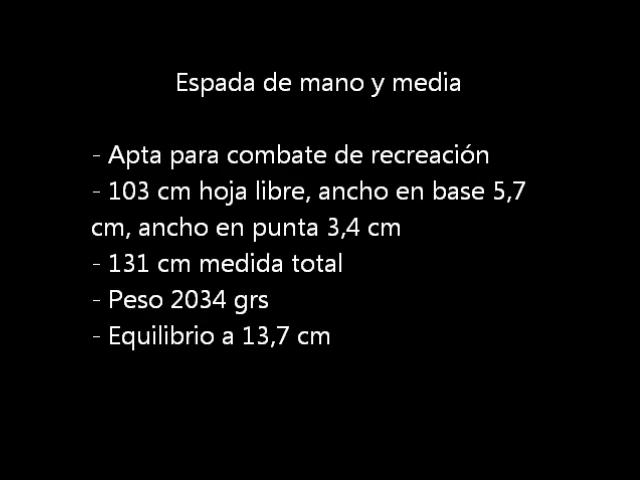 Espada de mano y media
- Apta para combate de recreación
- 103 cm hoja libre, ancho en base 5,7
cm, ancho en punta 3,4 cm
- 131 cm medida total
- Peso 2034 grs
- Equilibrio a 13,7 cm